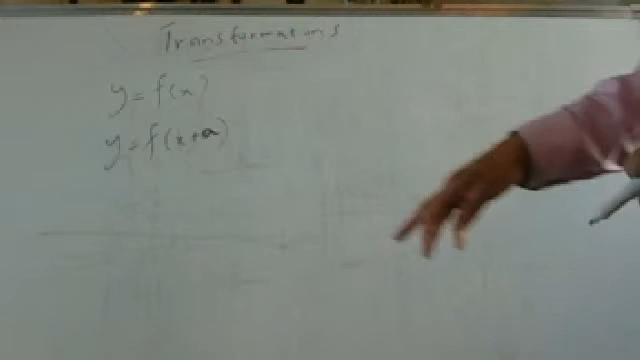 Transformations
y = f(x)
y = f(x+a)